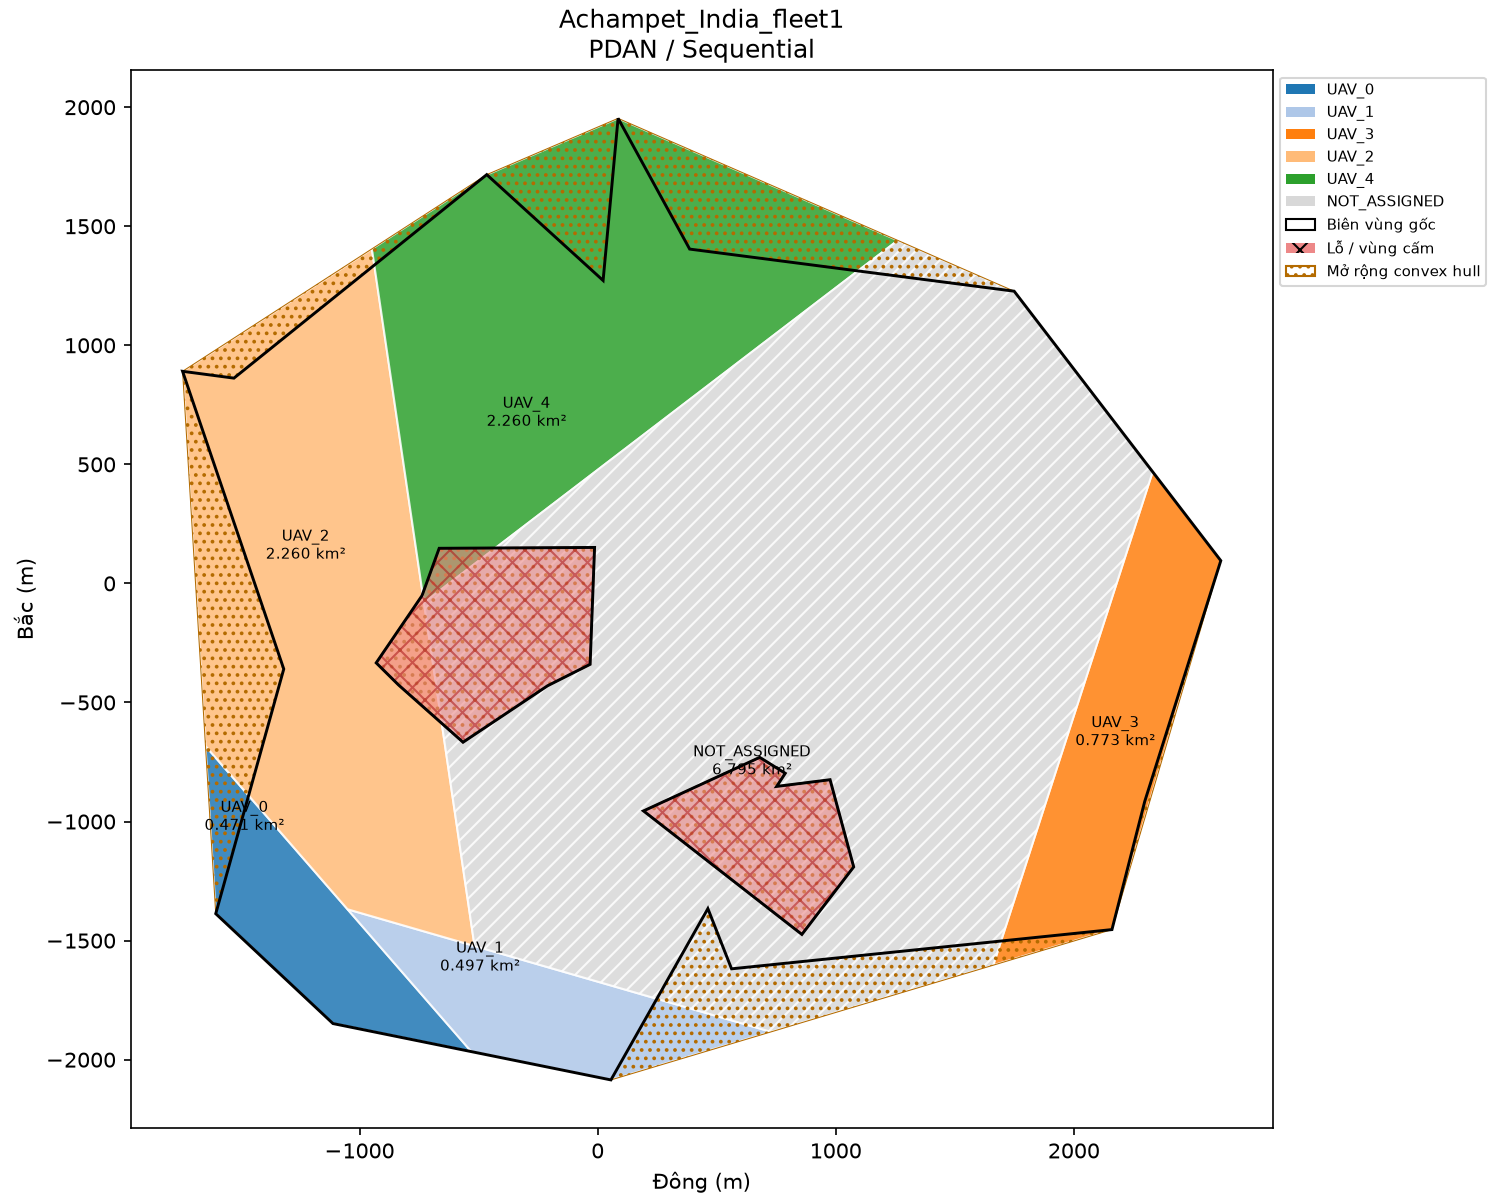 Achampet_India_fleet1
PDAN / Sequential
UAV_0
UAV_1
UAV_3
UAV_2
UAV_4
NOT_ASSIGNED
Biên vùng gốc
Lỗ / vùng cấm
Mở rộng convex hull
2000
1500
1000
500
0
−500
−1000
−1500
−2000
Bắc (m)
UAV_4
2.260 km²
UAV_2
2.260 km²
UAV_3
0.773 km²
NOT_ASSIGNED
6.795 km²
UAV_0
0.471 km²
UAV_1
0.497 km²
−1000
0
1000
2000
Đông (m)